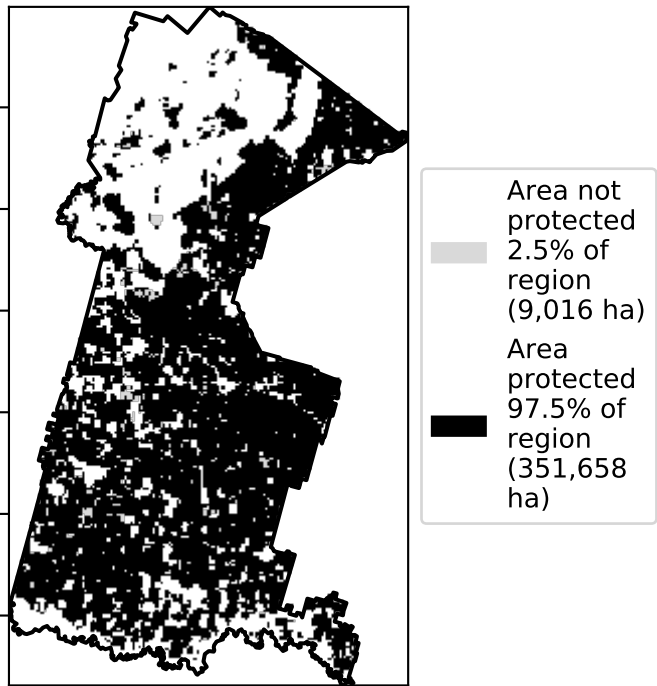 Area not
protected
2.5% of
region
(9,016 ha)
Area
protected
97.5% of
region
(351,658
ha)